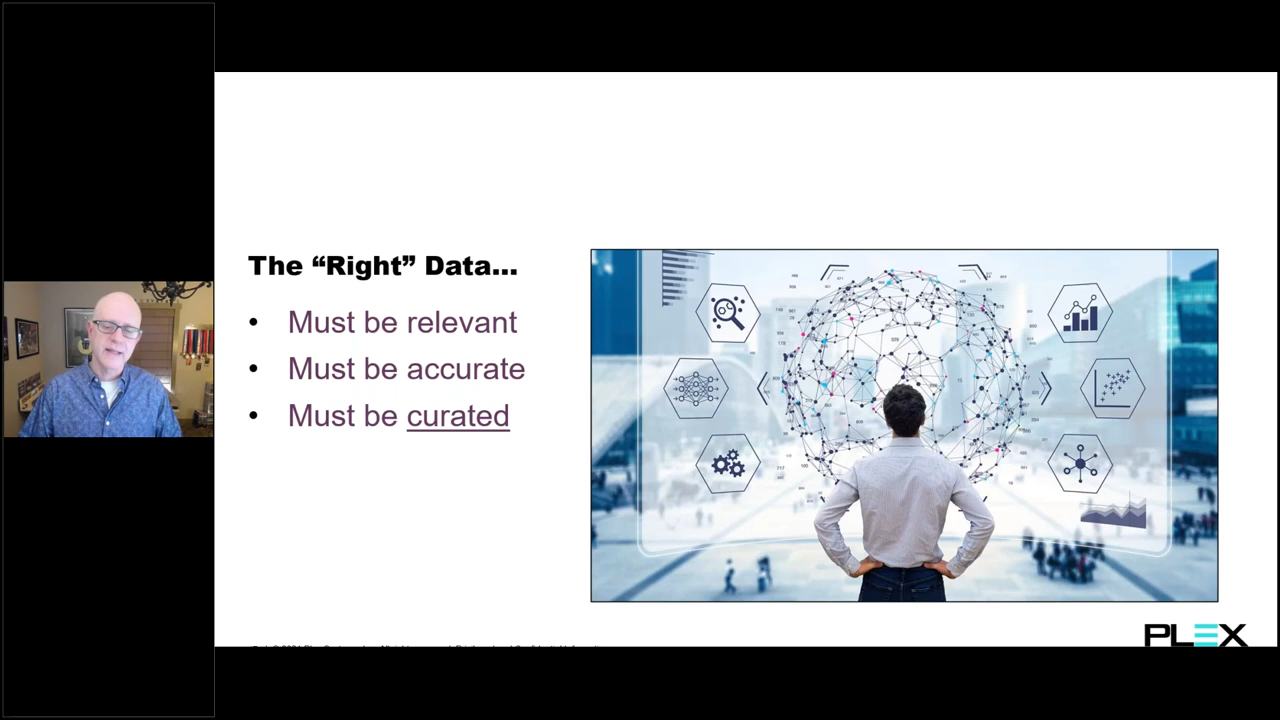 The “Right” Data...
• Must be relevant
• Must be accurate
• Must be curated
PLEX